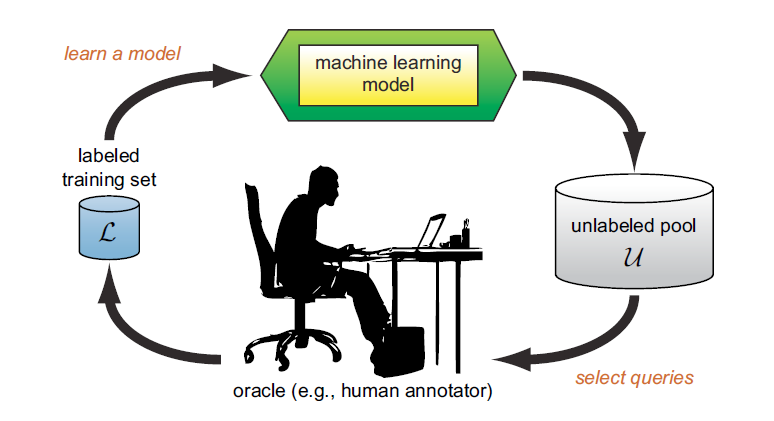 learn a model
machine learning
model
labeled
training set
ℒ
unlabeled pool
𝒰
select queries
oracle (e.g., human annotator)